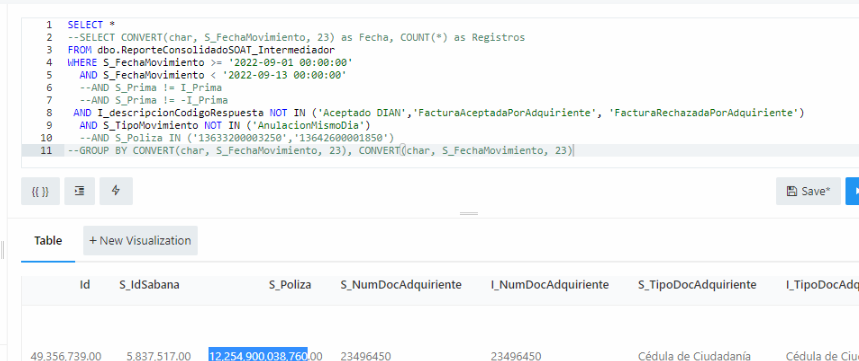 1 SELECT *
2 --SELECT CONVERT(char, S_FechaMovimiento, 23) as Fecha, COUNT(*) as Registros
3 FROM dbo.ReporteConsolidadoSOAT_Intermediador
4 WHERE S_FechaMovimiento >= '2022-09-01 00:00:00'
5 AND S_FechaMovimiento < '2022-09-13 00:00:00'
6 --AND S_Prima != I_Prima
7 --AND S_Prima != -I_Prima
8 AND I_descripcionCodigoRespuesta NOT IN ('Aceptado DIAN','FacturaAceptadaPorAdquiriente', 'FacturaRechazadaPorAdquiriente')
9 AND S_TipoMovimiento NOT IN ('AnulacionMismoDia')
10 --AND S_Poliza IN ('13633200003250','13642600001850')
11 --GROUP BY CONVERT(char, S_FechaMovimiento, 23), CONVERT(char, S_FechaMovimiento, 23)
{{ }} Save*
Table + New Visualization
Id S_IdSabana S_Poliza S_NumDocAdquiriente I_NumDocAdquiriente S_TipoDocAdquiriente I_TipoDocAdqui
49.356.739.00 5.837.517.00 12.254.900.038.760.00 23496450 23496450 Cédula de Ciudadanía Cédula de Ciu